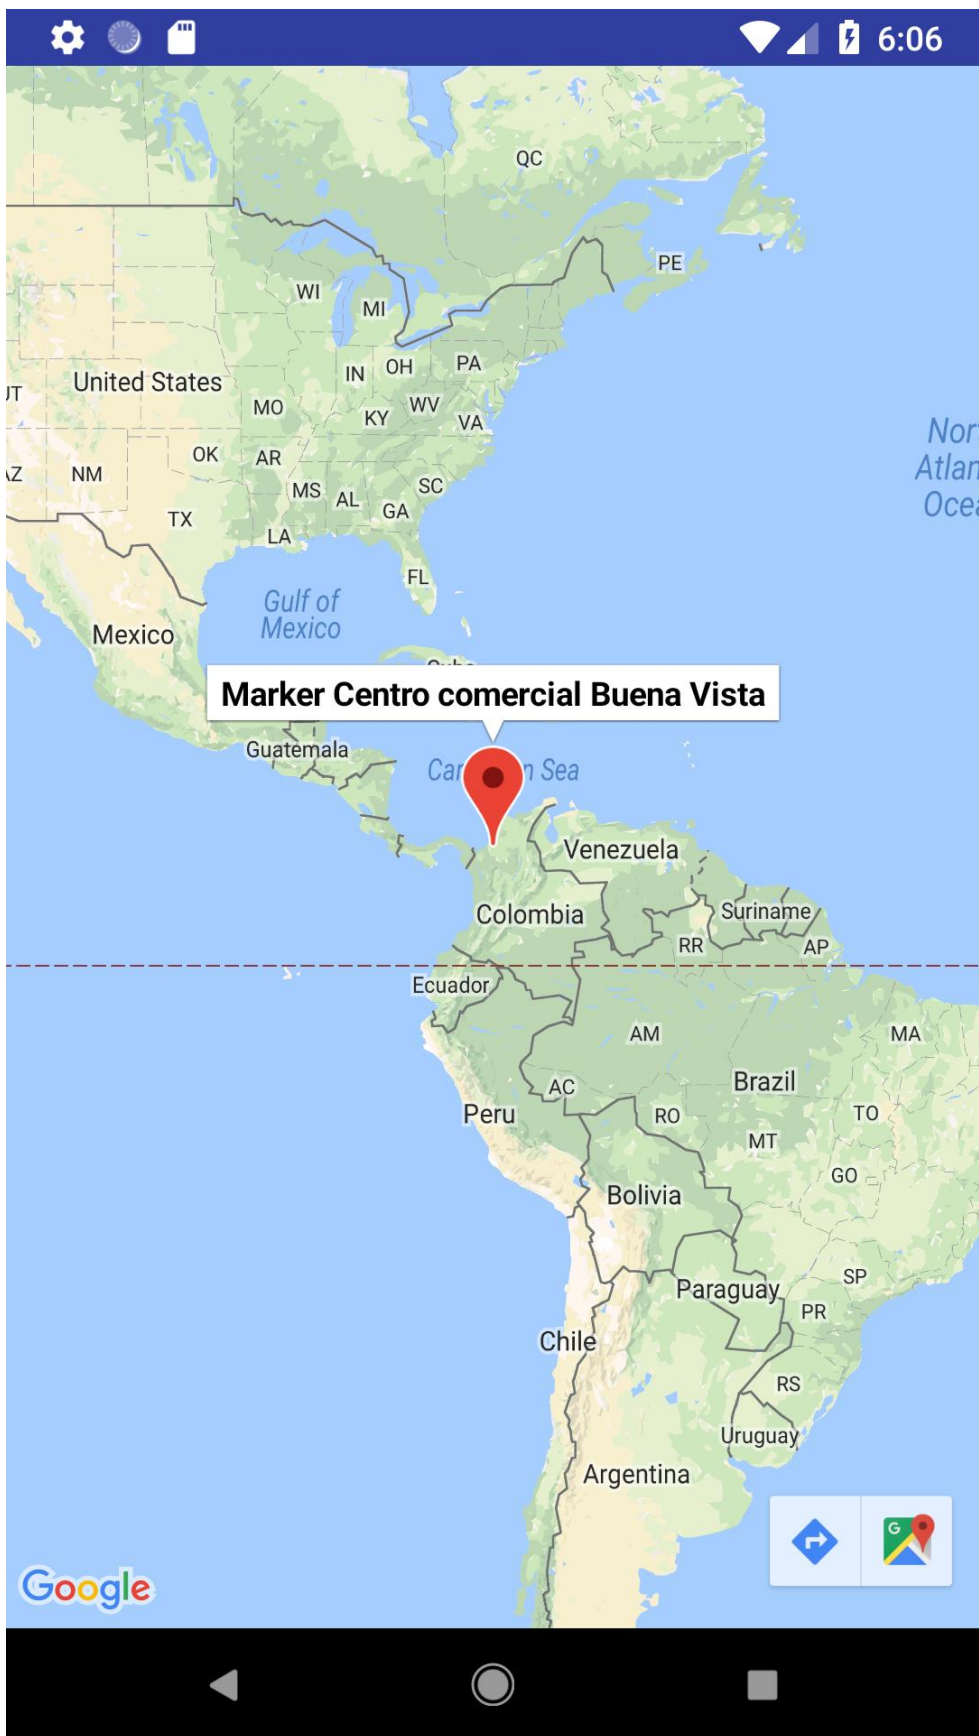 6:06
QC
PE
WI
MI
United States
IN
OH
PA
MO
KY
WV
VA
NM
OK
AR
MS
AL
GA
SC
TX
LA
FL
Gulf of
Mexico
Mexico
Marker Centro comercial Buena Vista
Guatemala
Venezuela
Colombia
Suriname
RR
AP
Ecuador
AM
MA
AC
Brazil
Peru
RO
TO
MT
GO
Bolivia
SP
Paraguay
PR
Chile
RS
Uruguay
Argentina
G
Google